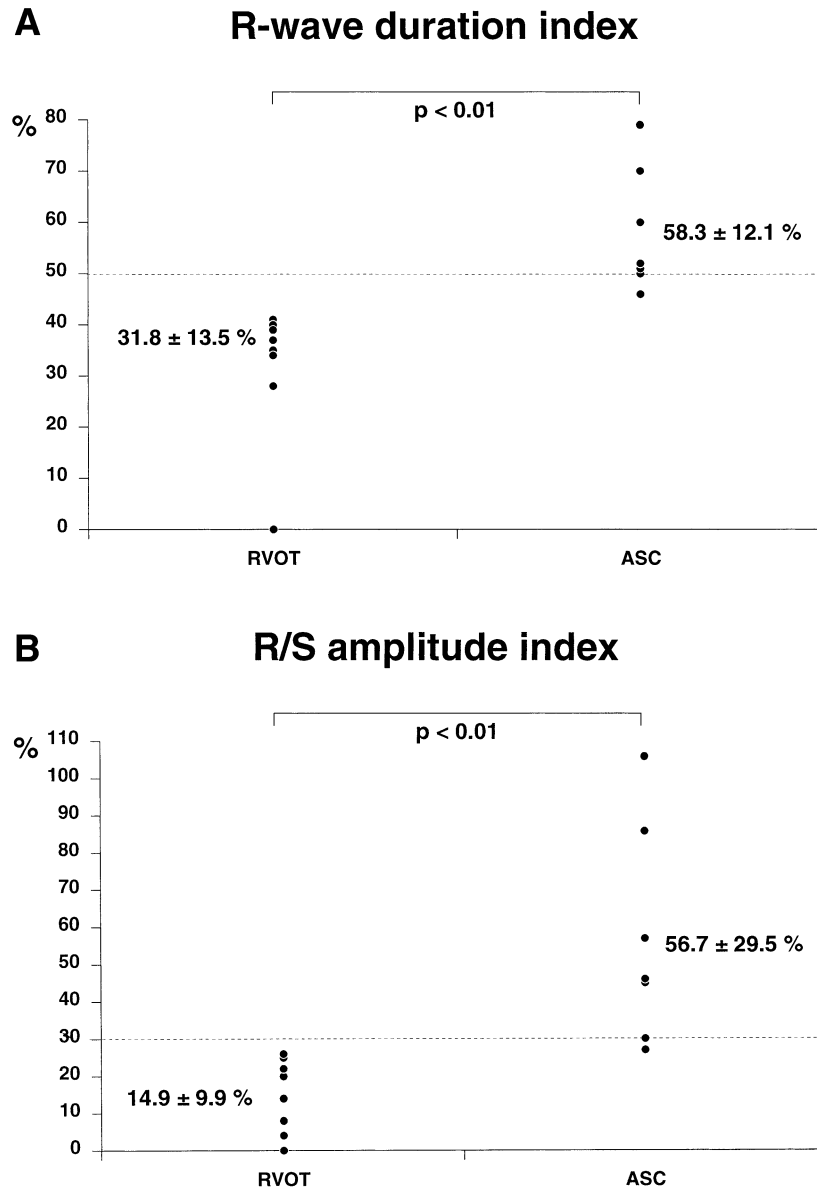 A
R-wave duration index
p < 0.01
%
80
70
60
58.3 ± 12.1 %
50
40
31.8 ± 13.5 %
30
20
10
0
RVOT
ASC
B
R/S amplitude index
p < 0.01
%
110
100
90
80
70
60
56.7 ± 29.5 %
50
40
30
20
14.9 ± 9.9 %
10
0
RVOT
ASC